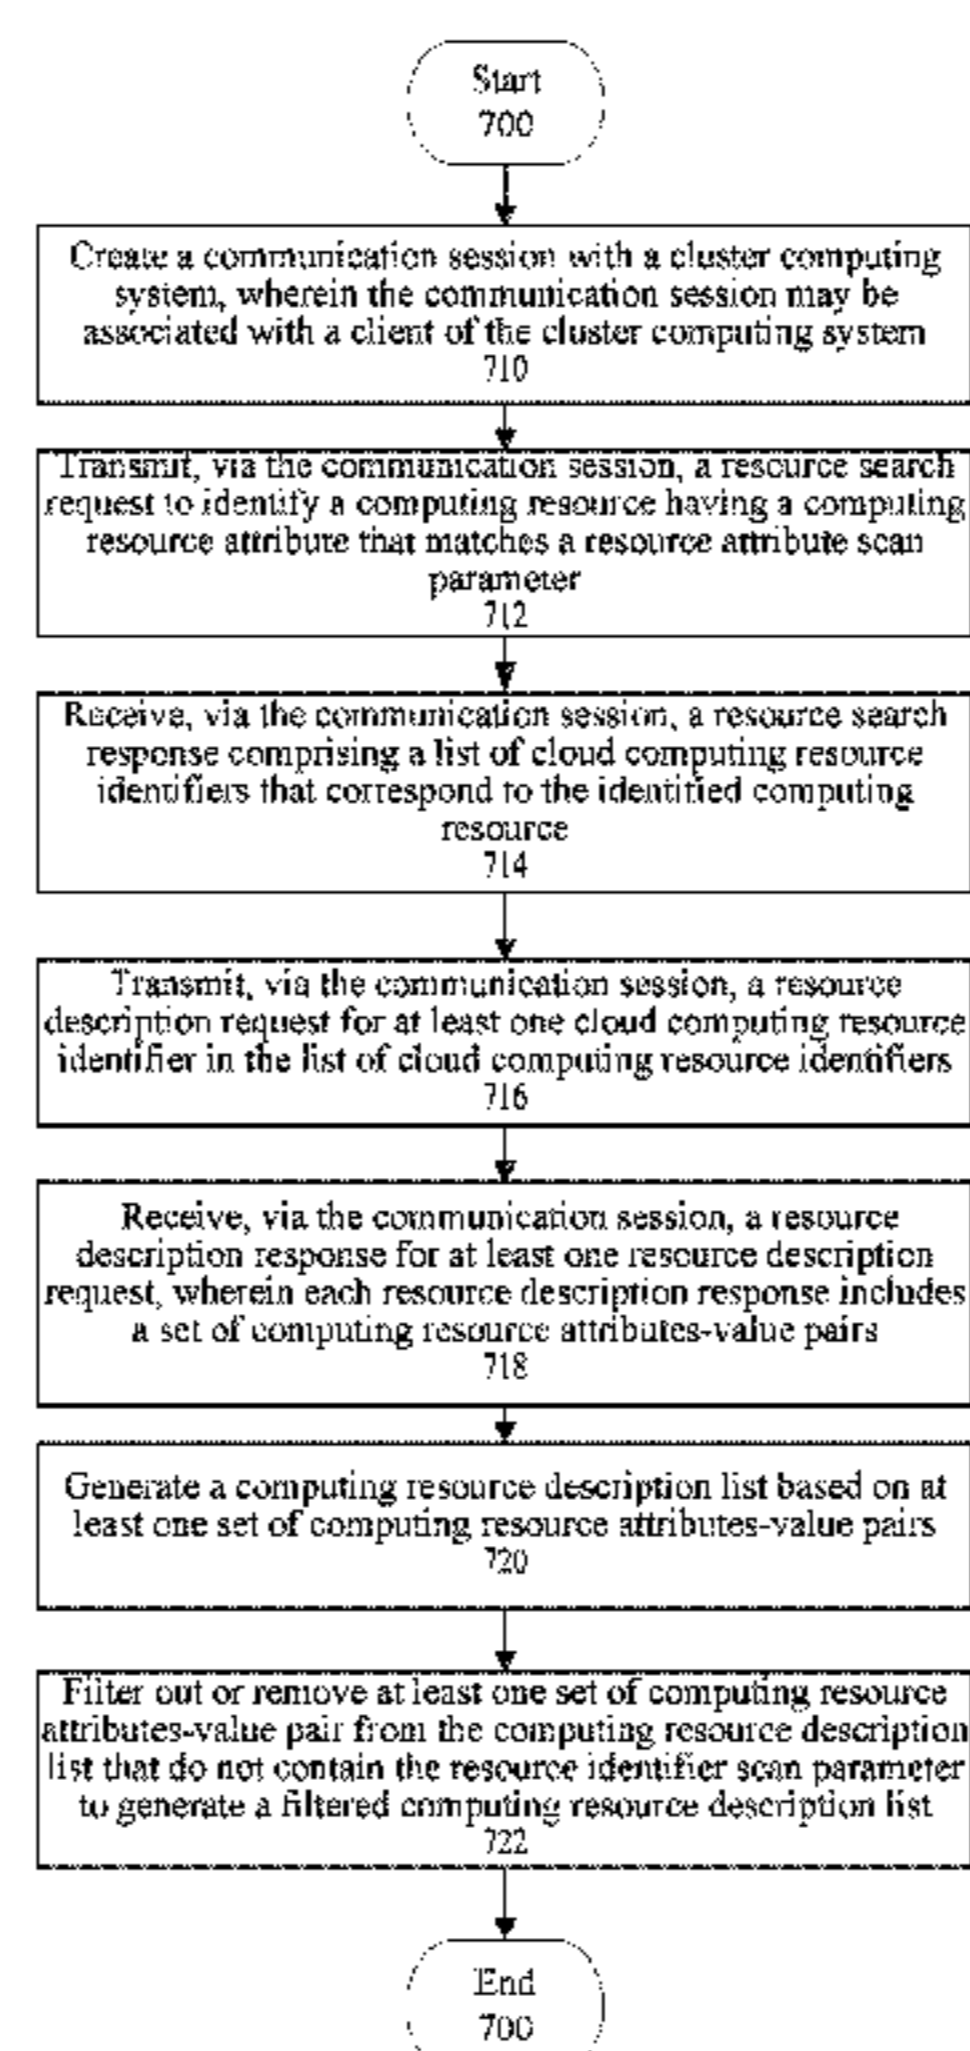 Start
700
Create a communication session with a cluster computing
system, wherein the communication session may be
associated with a client of the cluster computing system
710
Transmit, via the communication session, a resource search
request to identify a computing resource having a computing
resource attribute that matches a resource attribute scan
parameter
712
Receive, via the communication session, a resource search
response comprising a list of cloud computing resource
identifiers that correspond to the identified computing
resource
714
Transmit, via the communication session, a resource
description request for at least one cloud computing resource
identifier in the list of cloud computing resource identifiers
716
Receive, via the communication session, a resource
description response for at least one resource description
request, wherein each resource description response includes
a set of computing resource attributes-value pairs
718
Generate a computing resource description list based on at
least one set of computing resource attributes-value pairs
720
Filter out or remove at least one set of computing resource
attributes-value pair from the computing resource description
list that do not contain the resource identifier scan parameter
to generate a filtered computing resource description list
722
End
700